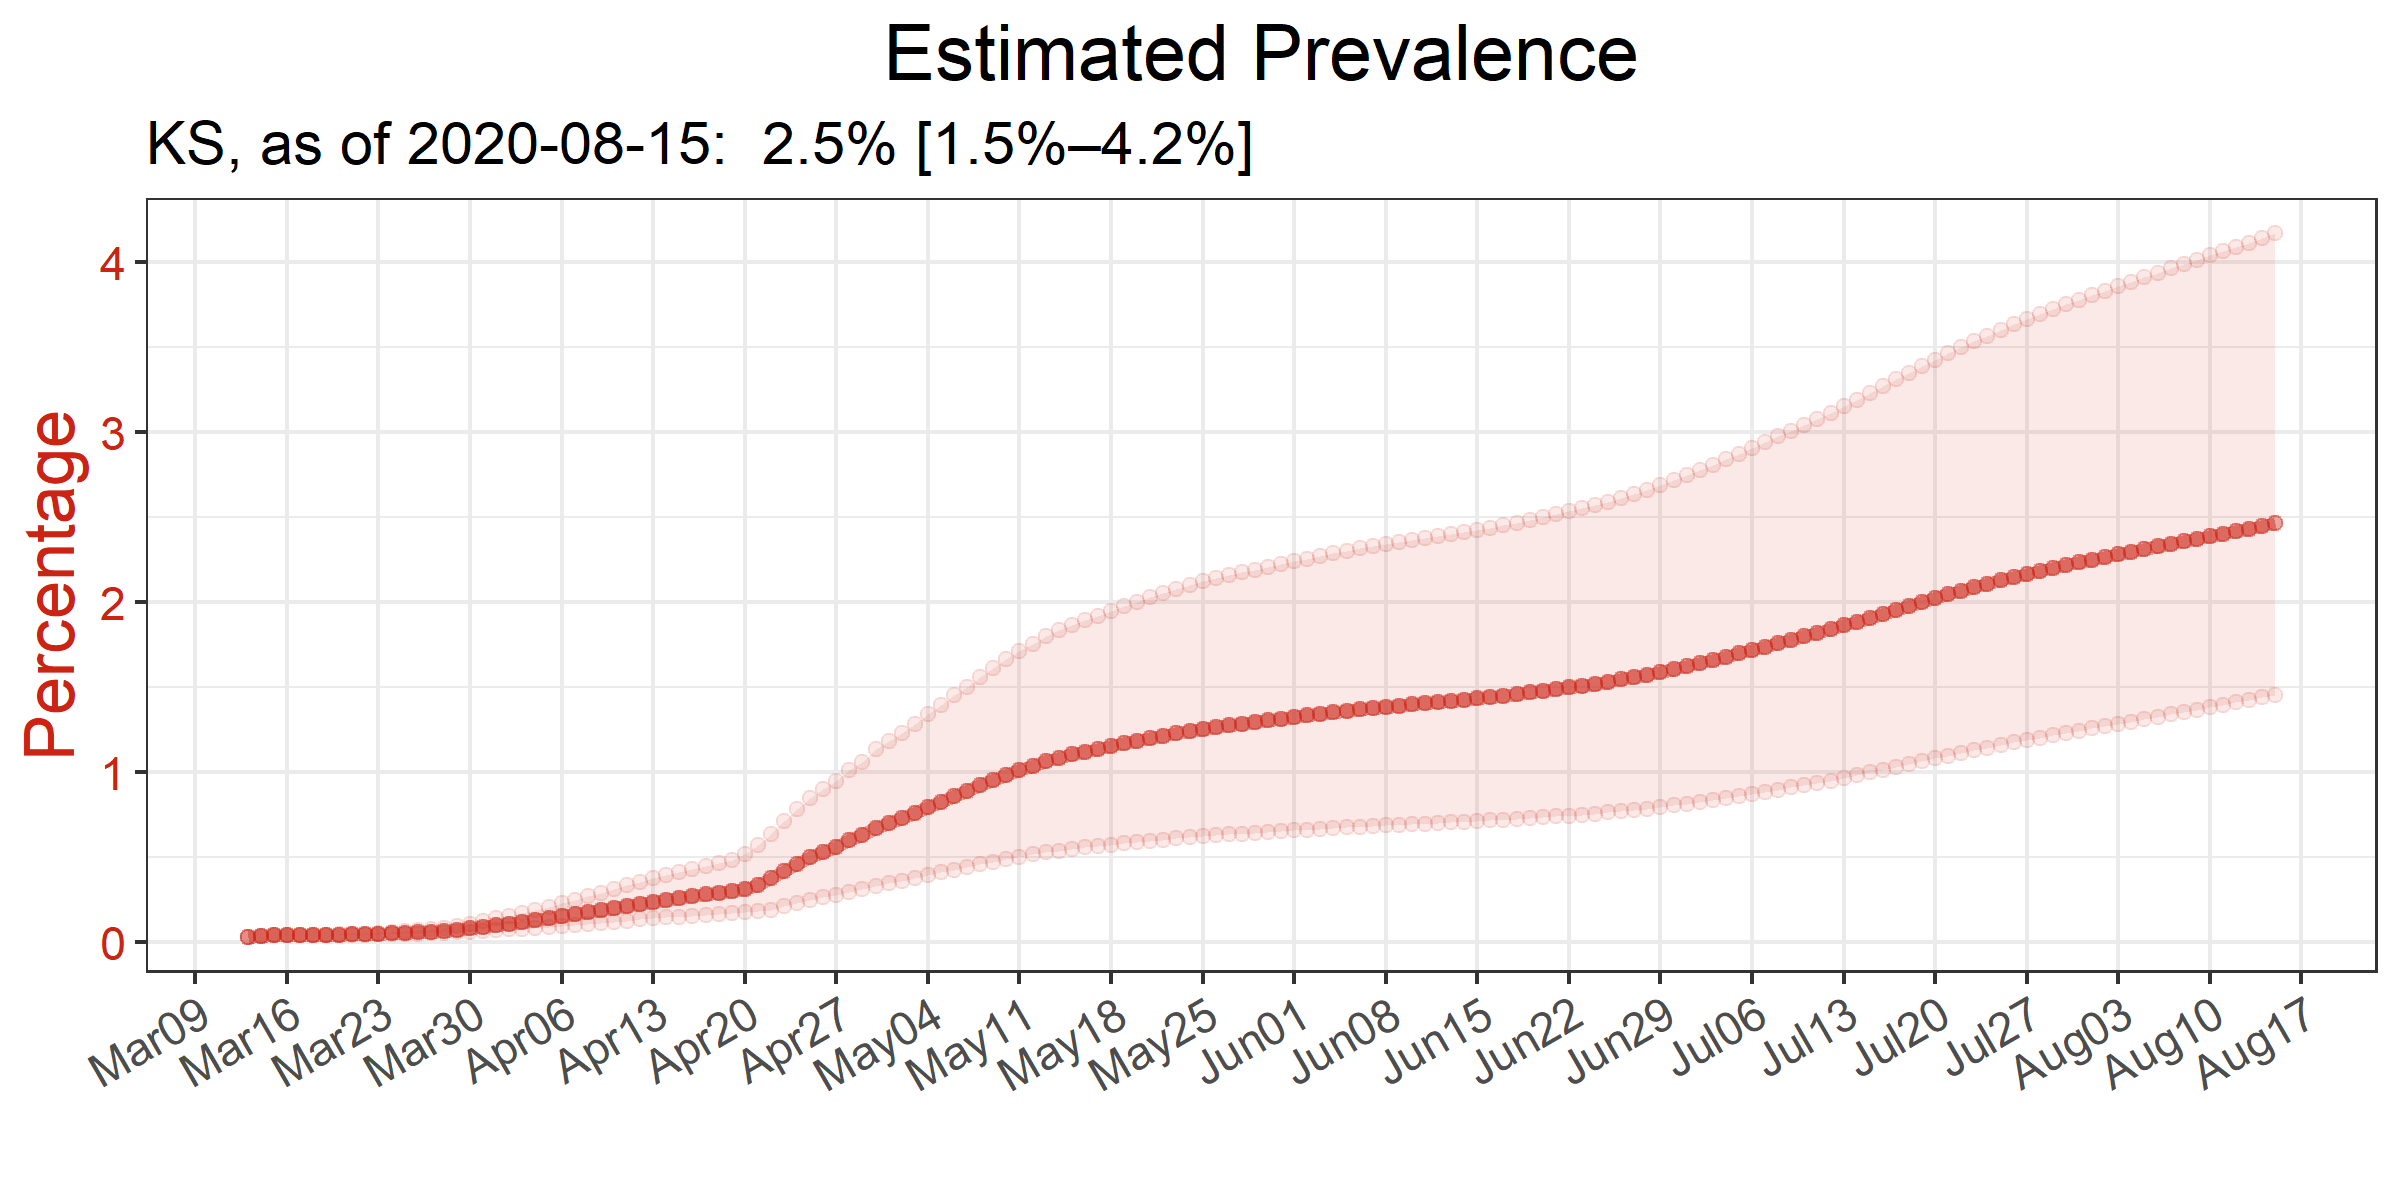 Estimated Prevalence
KS, as of 2020-08-15:  2.5% [1.5%–4.2%]
Percentage
4
3
2
1
0
Mar09 Mar16 Mar23 Mar30 Apr06 Apr13 Apr20 Apr27 May04 May11 May18 May25 Jun01 Jun08 Jun15 Jun22 Jun29 Jul06 Jul13 Jul20 Jul27 Aug03 Aug10 Aug17